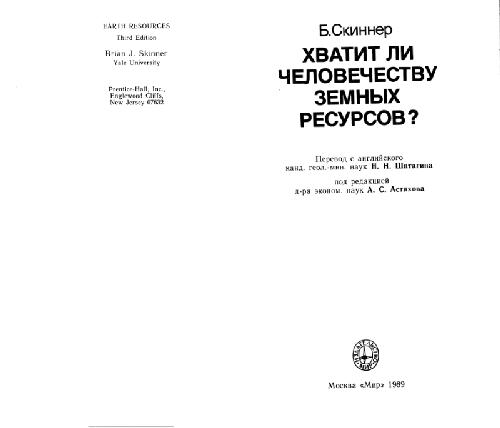 EARTH RESOURCES
Third Edition
Brian J. Skinner
Yale University
Prentice-Hall, Inc.,
Englewood Cliffs,
New Jersey 07632
Б.Скиннер
ХВАТИТ ЛИ
ЧЕЛОВЕЧЕСТВУ
ЗЕМНЫХ
РЕСУРСОВ?
Перевод с английского
канд. геол.-мин. наук Н. Н. Шатагина
под редакцией
д-ра эконом. наук А. С. Астахова
Москва «Мир» 1989